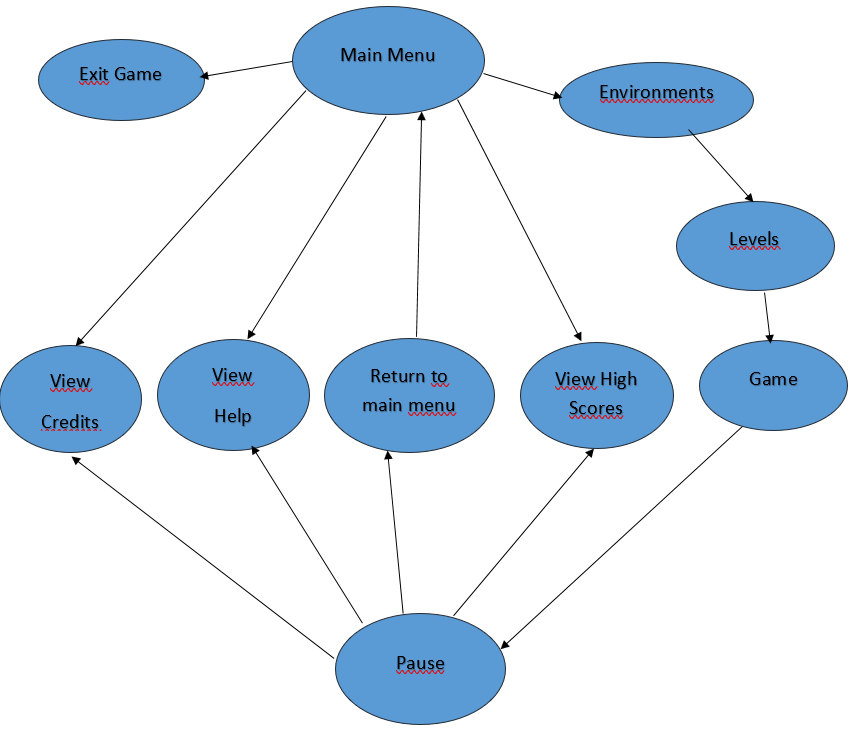 Main Menu
Exit Game
Environments
Levels
View
Credits
View
Help
Return to
main menu
View High
Scores
Game
Pause